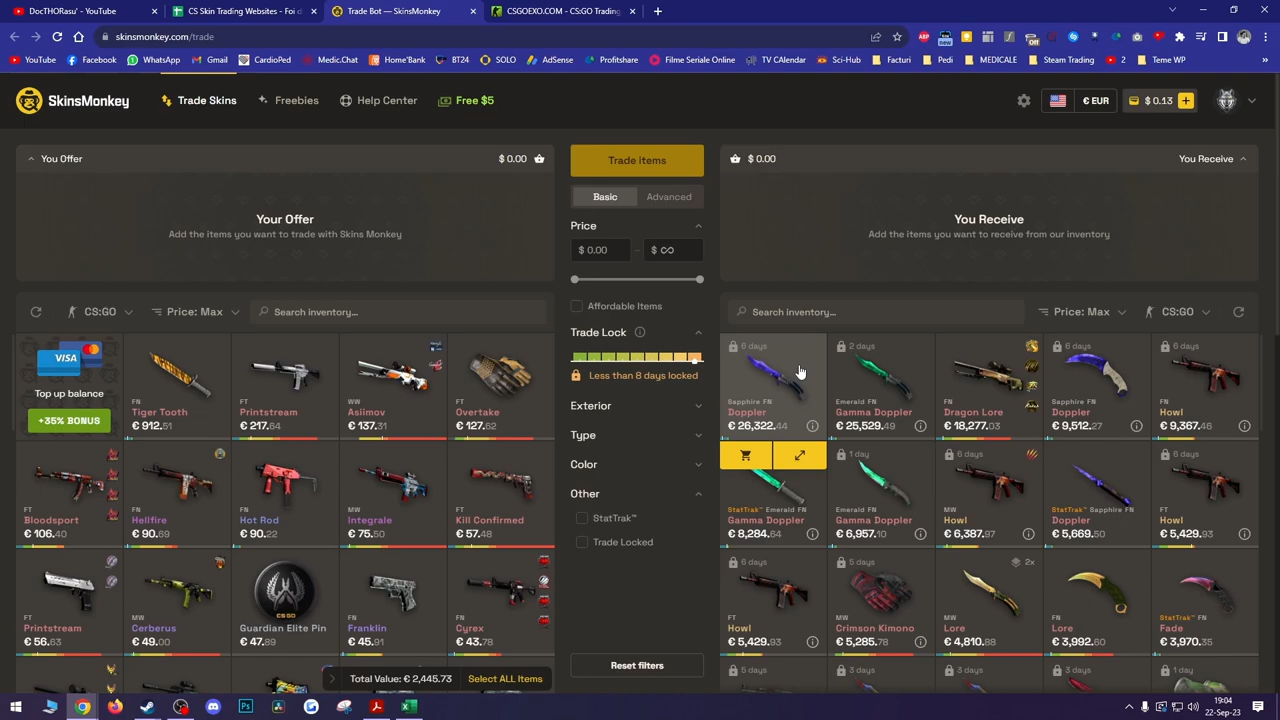 DocTHORasu' - YouTube
CS Skin Trading Websites - Foi d
Trade Bot — SkinsMonkey
CSGOEXO.COM - CS:GO Trading
skinsmonkey.com/trade
YouTube
Facebook
WhatsApp
Gmail
CardioPed
Medic.Chat
Home'Bank
BT24
SOLO
AdSense
Profitshare
Filme Seriale Online
TV CAlendar
Sci-Hub
Facturi
Pedi
MEDICALE
Steam Trading
2
Teme WP
SkinsMonkey
Trade Skins
Freebies
Help Center
Free $5
€ EUR
$ 0.13
You Offer
$ 0.00
Your Offer
Add the items you want to trade with Skins Monkey
Trade items
Basic
Advanced
Price
$ 0.00
-
$ ∞
Affordable Items
Trade Lock
Less than 8 days locked
Exterior
Type
Color
Other
StatTrak™
Trade Locked
Reset filters
$ 0.00
You Receive
You Receive
Add the items you want to receive from our inventory
CS:GO
Price: Max
Search inventory...
VISA
Top up balance
+35% BONUS
FN
Tiger Tooth
€ 912.51
FT
Printstream
€ 217.64
WW
Asiimov
€ 137.31
FT
Overtake
€ 127.62
FT
Bloodsport
€ 106.40
FN
Hellfire
€ 90.69
FN
Hot Rod
€ 90.22
MW
Integrale
€ 75.50
FT
Kill Confirmed
€ 57.48
FT
Printstream
€ 56.63
MW
Cerberus
€ 49.00
CS GO
Guardian Elite Pin
€ 47.89
FN
Franklin
€ 45.91
FN
Cyrex
€ 43.78
Total Value: € 2,445.73
Select ALL Items
Search inventory...
Price: Max
CS:GO
6 days
Sapphire FN
Doppler
€ 26,322.44
2 days
Emerald FN
Gamma Doppler
€ 25,529.49
FN
Dragon Lore
€ 18,277.03
6 days
Sapphire FN
Doppler
€ 9,512.27
6 days
FN
Howl
€ 9,367.46
StatTrak™ Emerald FN
Gamma Doppler
€ 8,284.64
1 day
Emerald FN
Gamma Doppler
€ 6,957.10
6 days
MW
Howl
€ 6,387.97
StatTrak™ Sapphire FN
Doppler
€ 5,669.50
6 days
FT
Howl
€ 5,429.93
6 days
FT
Howl
€ 5,429.93
5 days
MW
Crimson Kimono
€ 5,285.78
2x
MW
Lore
€ 4,810.88
FN
Lore
€ 3,992.60
StatTrak™ FN
Fade
€ 3,970.35
5 days
3 days
3 days
1 day
19:04
22-Sep-23